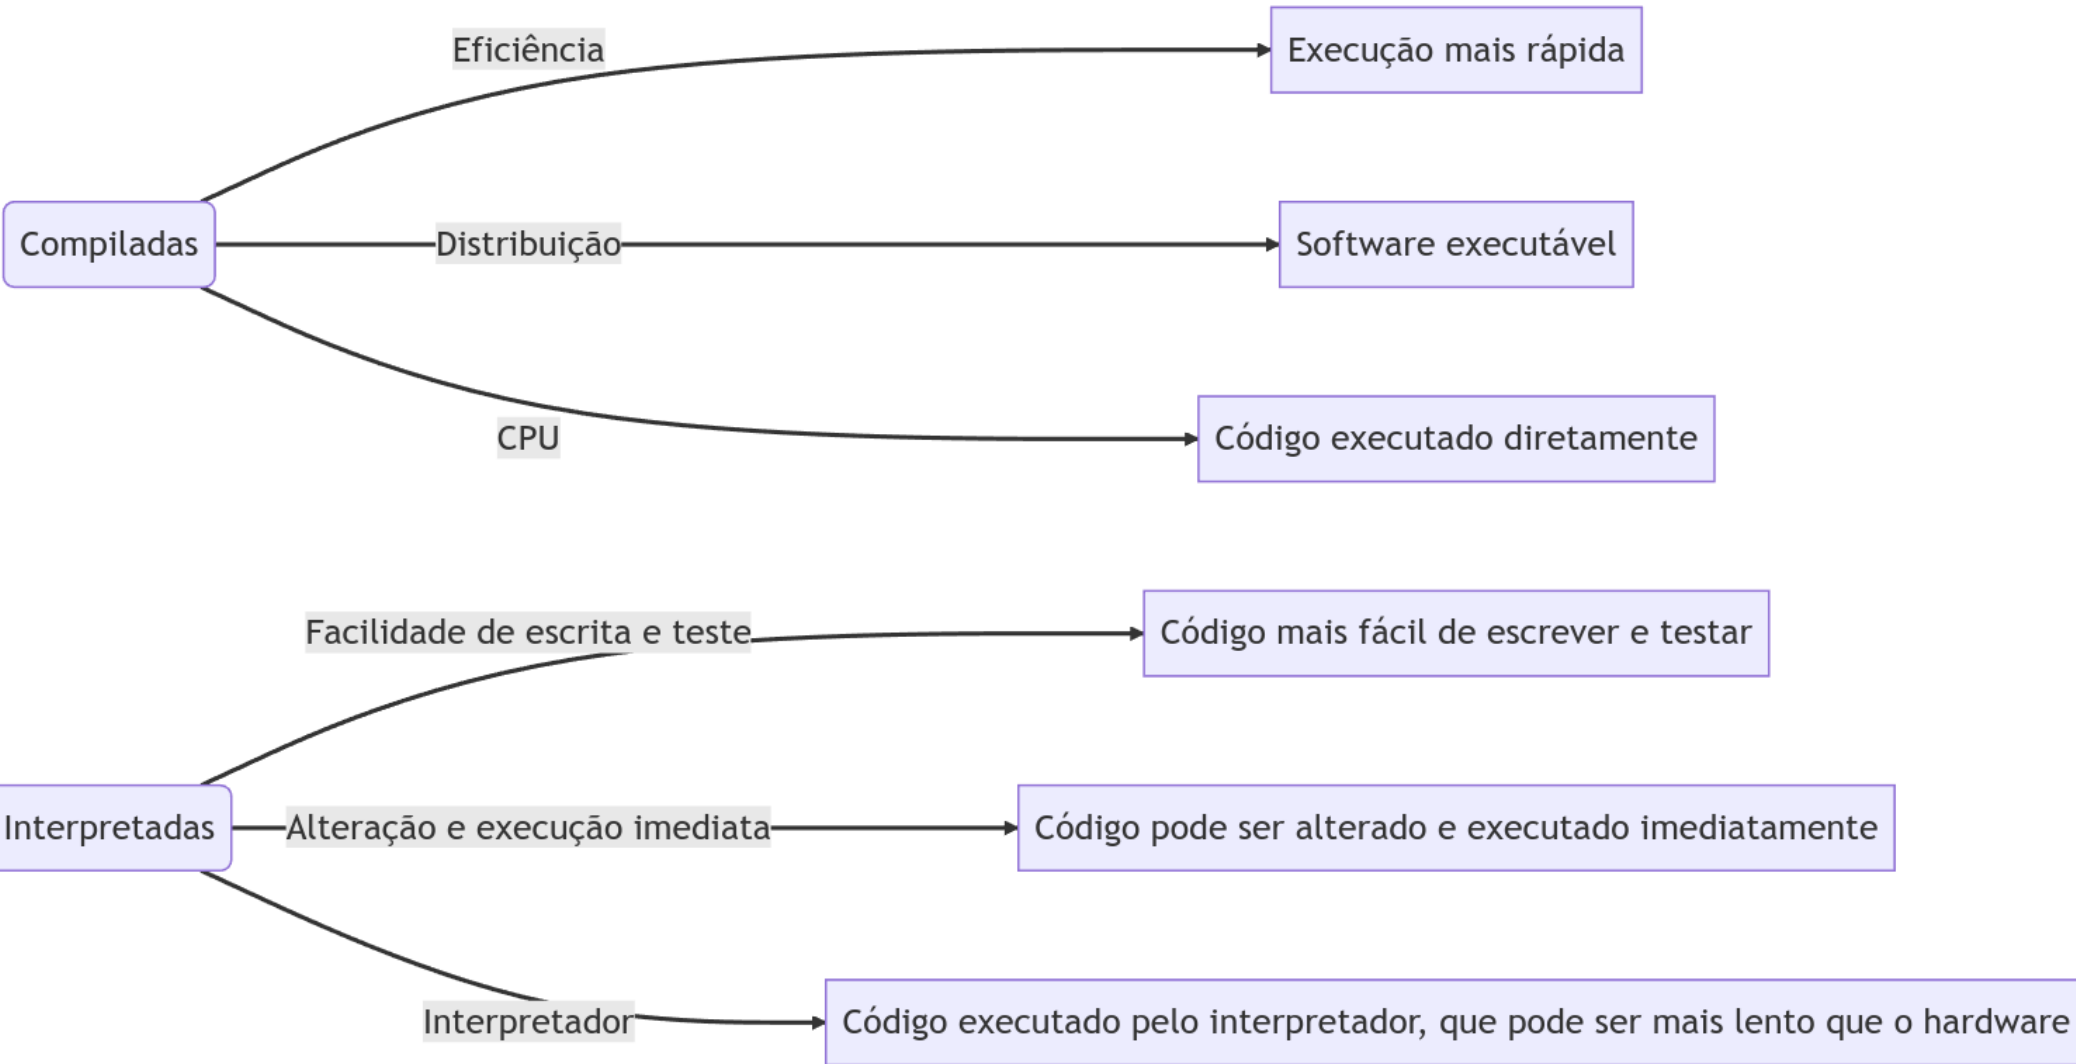 Eficiência
Execução mais rápida
Compiladas
Distribuição
Software executável
CPU
Código executado diretamente
Facilidade de escrita e teste
Código mais fácil de escrever e testar
Interpretadas
Alteração e execução imediata
Código pode ser alterado e executado imediatamente
Interpretador
Código executado pelo interpretador, que pode ser mais lento que o hardware